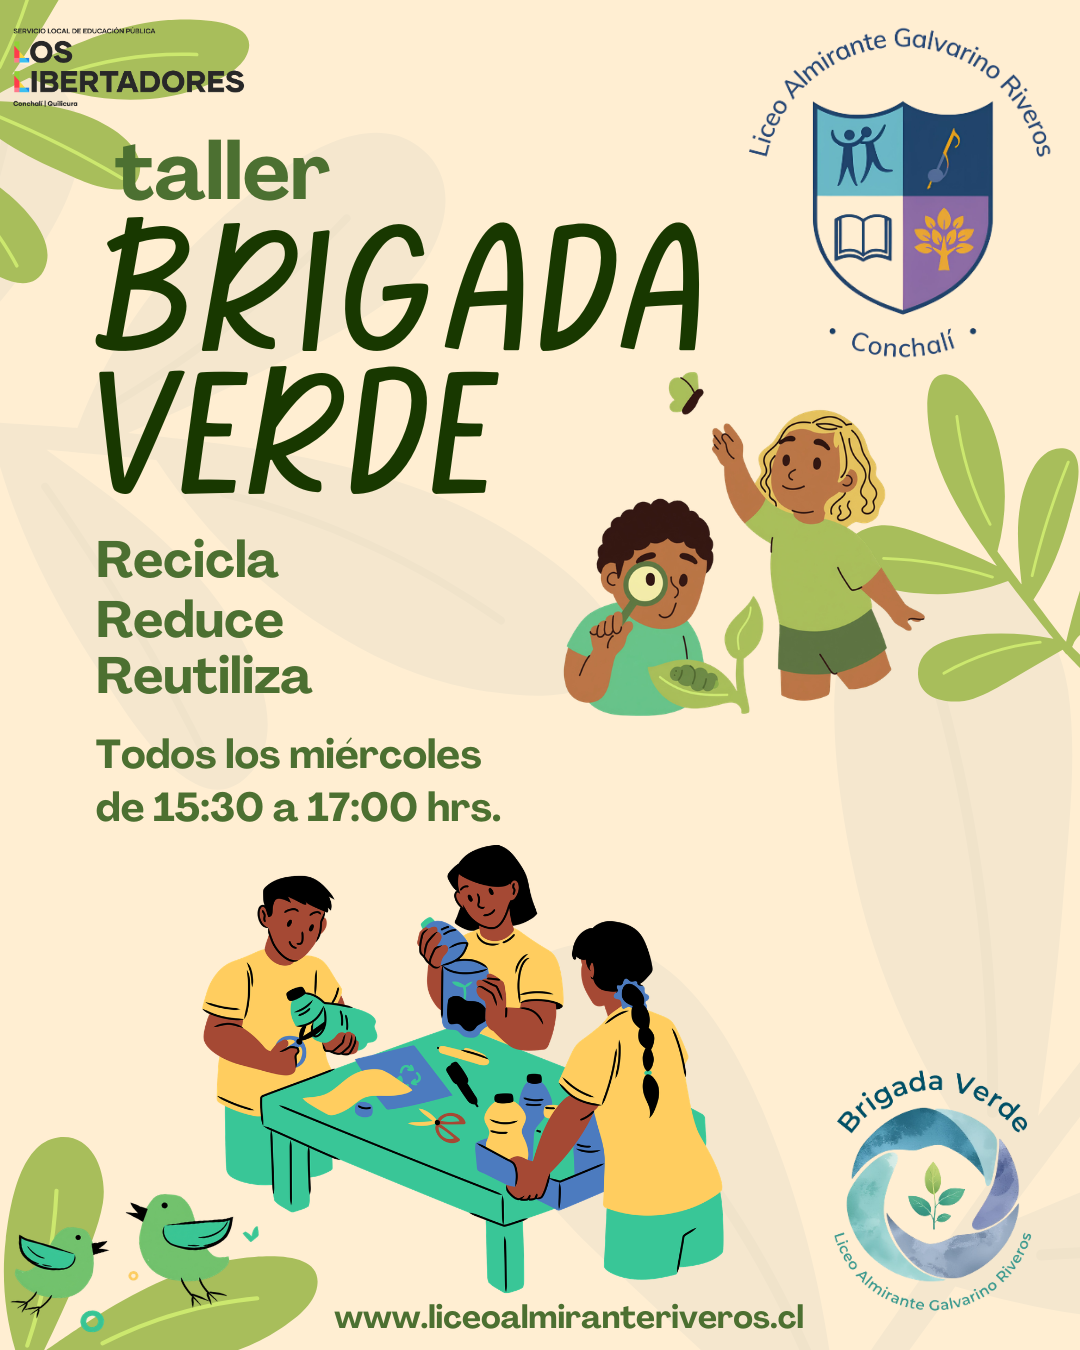 SERVICIO LOCAL DE EDUCACIÓN PÚBLICA
LOS
LIBERTADORES
Conchalí | Quilicura
Liceo Almirante Galvarino Riveros
• Conchalí •
taller
BRIGADA
VERDE
Recicla
Reduce
Reutiliza
Todos los miércoles
de 15:30 a 17:00 hrs.
Brigada Verde
Liceo Almirante Galvarino Riveros
www.liceoalmiranteriveros.cl